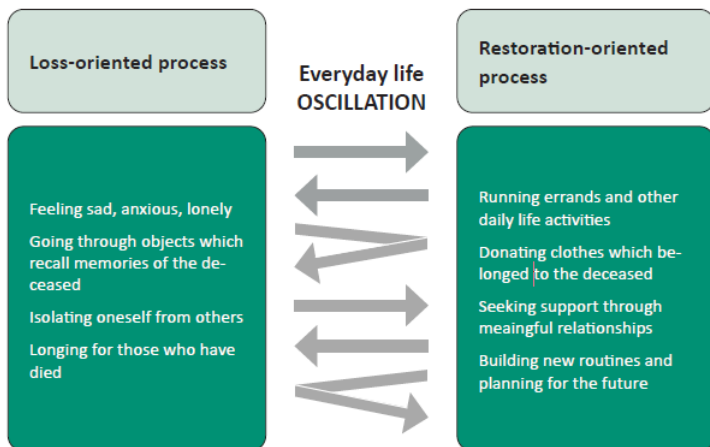 Loss-oriented process
Everyday life
OSCILLATION
Restoration-oriented
process
Feeling sad, anxious, lonely
Going through objects which
recall memories of the de-
ceased
Isolating oneself from others
Longing for those who have
died
Running errands and other
daily life activities
Donating clothes which be-
longed to the deceased
Seeking support through
meaningful relationships
Building new routines and
planning for the future